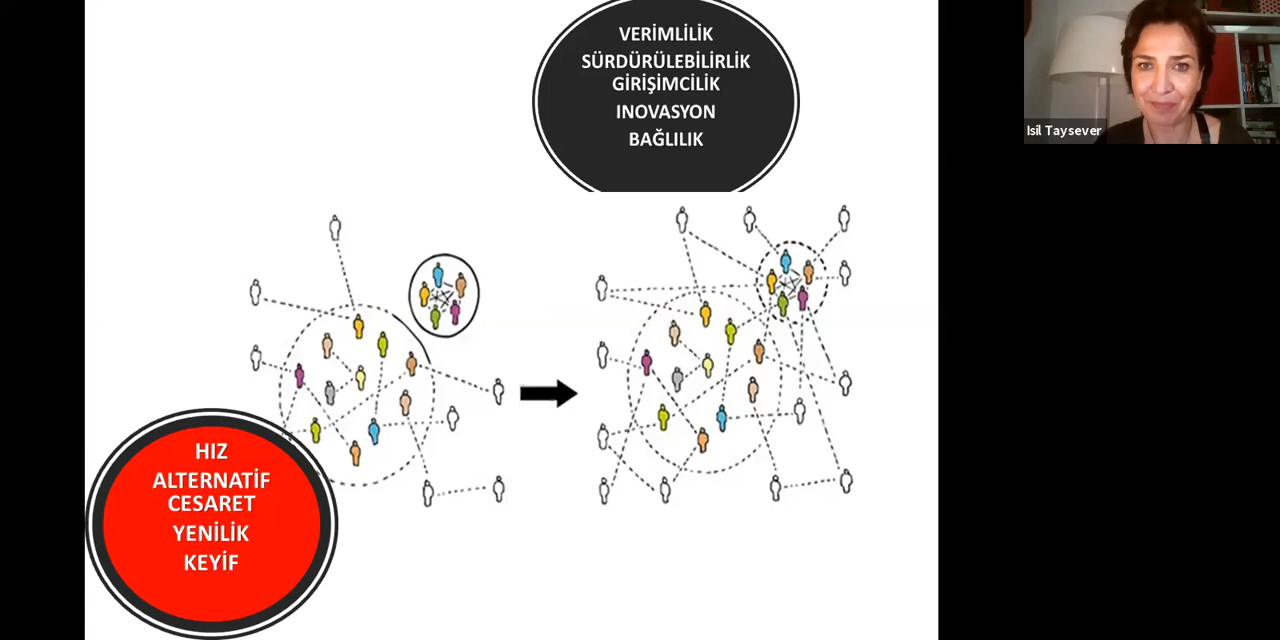 VERİMLİLİK
SÜRDÜRÜLEBİLİRLİK
GİRİŞİMCİLİK
INOVASYON
BAĞLILIK
Isil Taysever
HIZ
ALTERNATİF
CESARET
YENİLİK
KEYİF